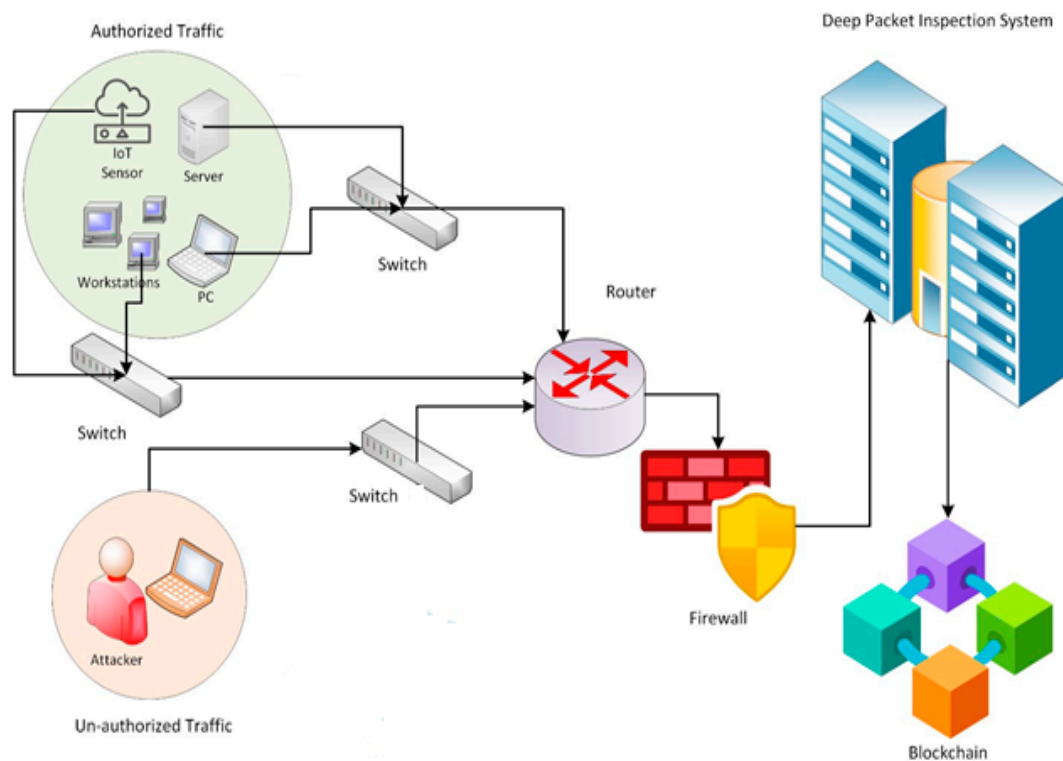 Authorized Traffic
Deep Packet Inspection System
IoT
Sensor
Server
Workstations
PC
Switch
Router
Switch
Switch
Firewall
Attacker
Un-authorized Traffic
Blockchain